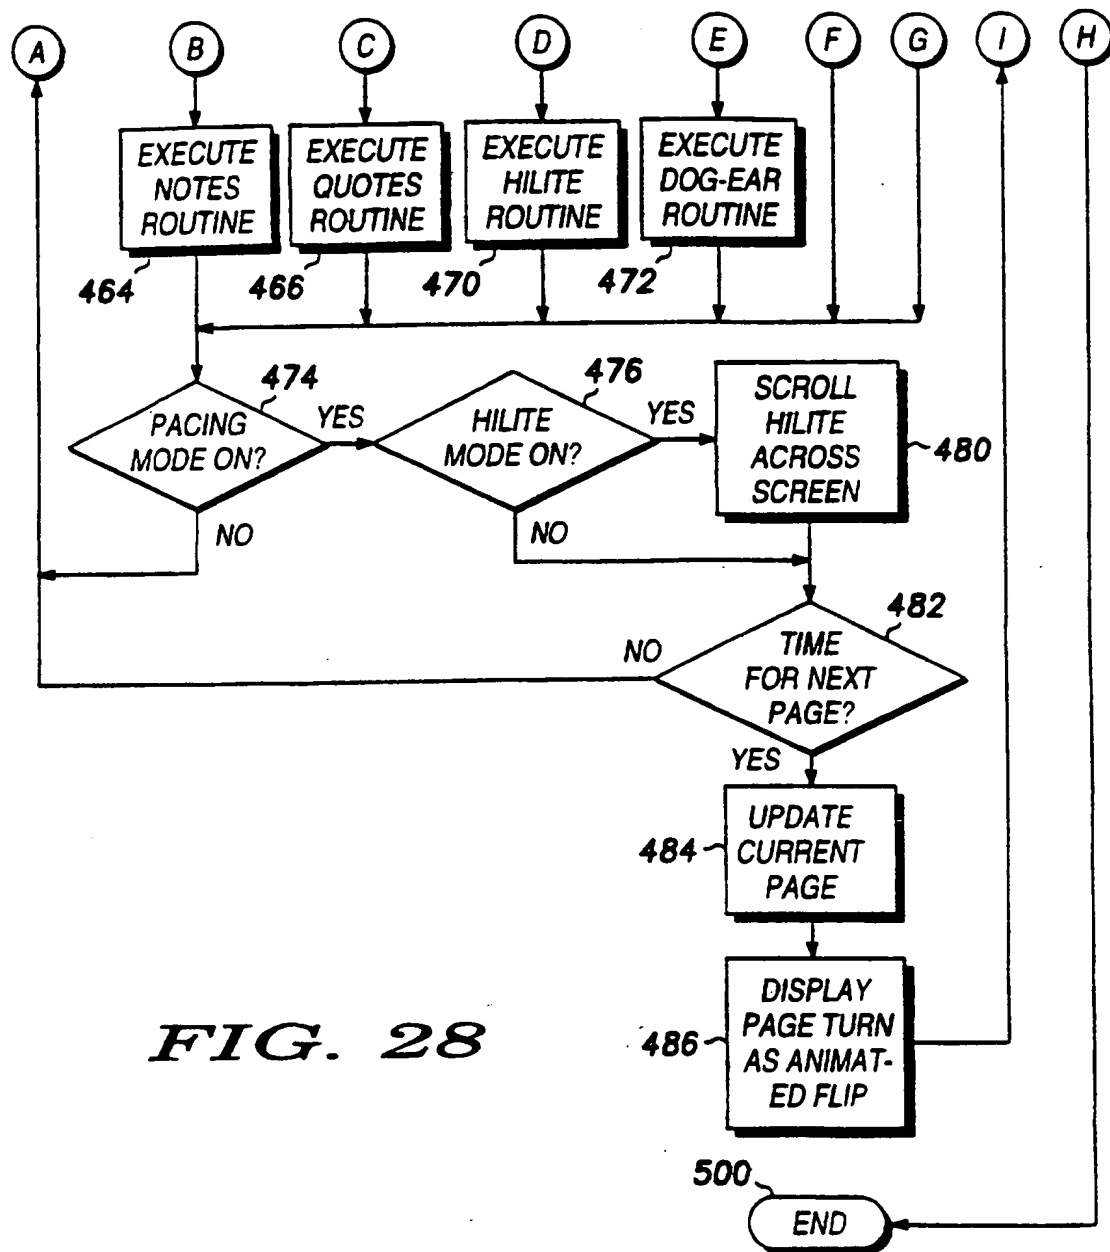 A B C D E F G I H
EXECUTE
NOTES
ROUTINE
464
EXECUTE
QUOTES
ROUTINE
466
EXECUTE
HILITE
ROUTINE
470
EXECUTE
DOG-EAR
ROUTINE
472
PACING
MODE ON?
474
YES
NO
HILITE
MODE ON?
476
YES
NO
SCROLL
HILITE
ACROSS
SCREEN
480
TIME
FOR NEXT
PAGE?
482
NO
YES
UPDATE
CURRENT
PAGE
484
DISPLAY
PAGE TURN
AS ANIMAT-
ED FLIP
486
FIG. 28
500
END